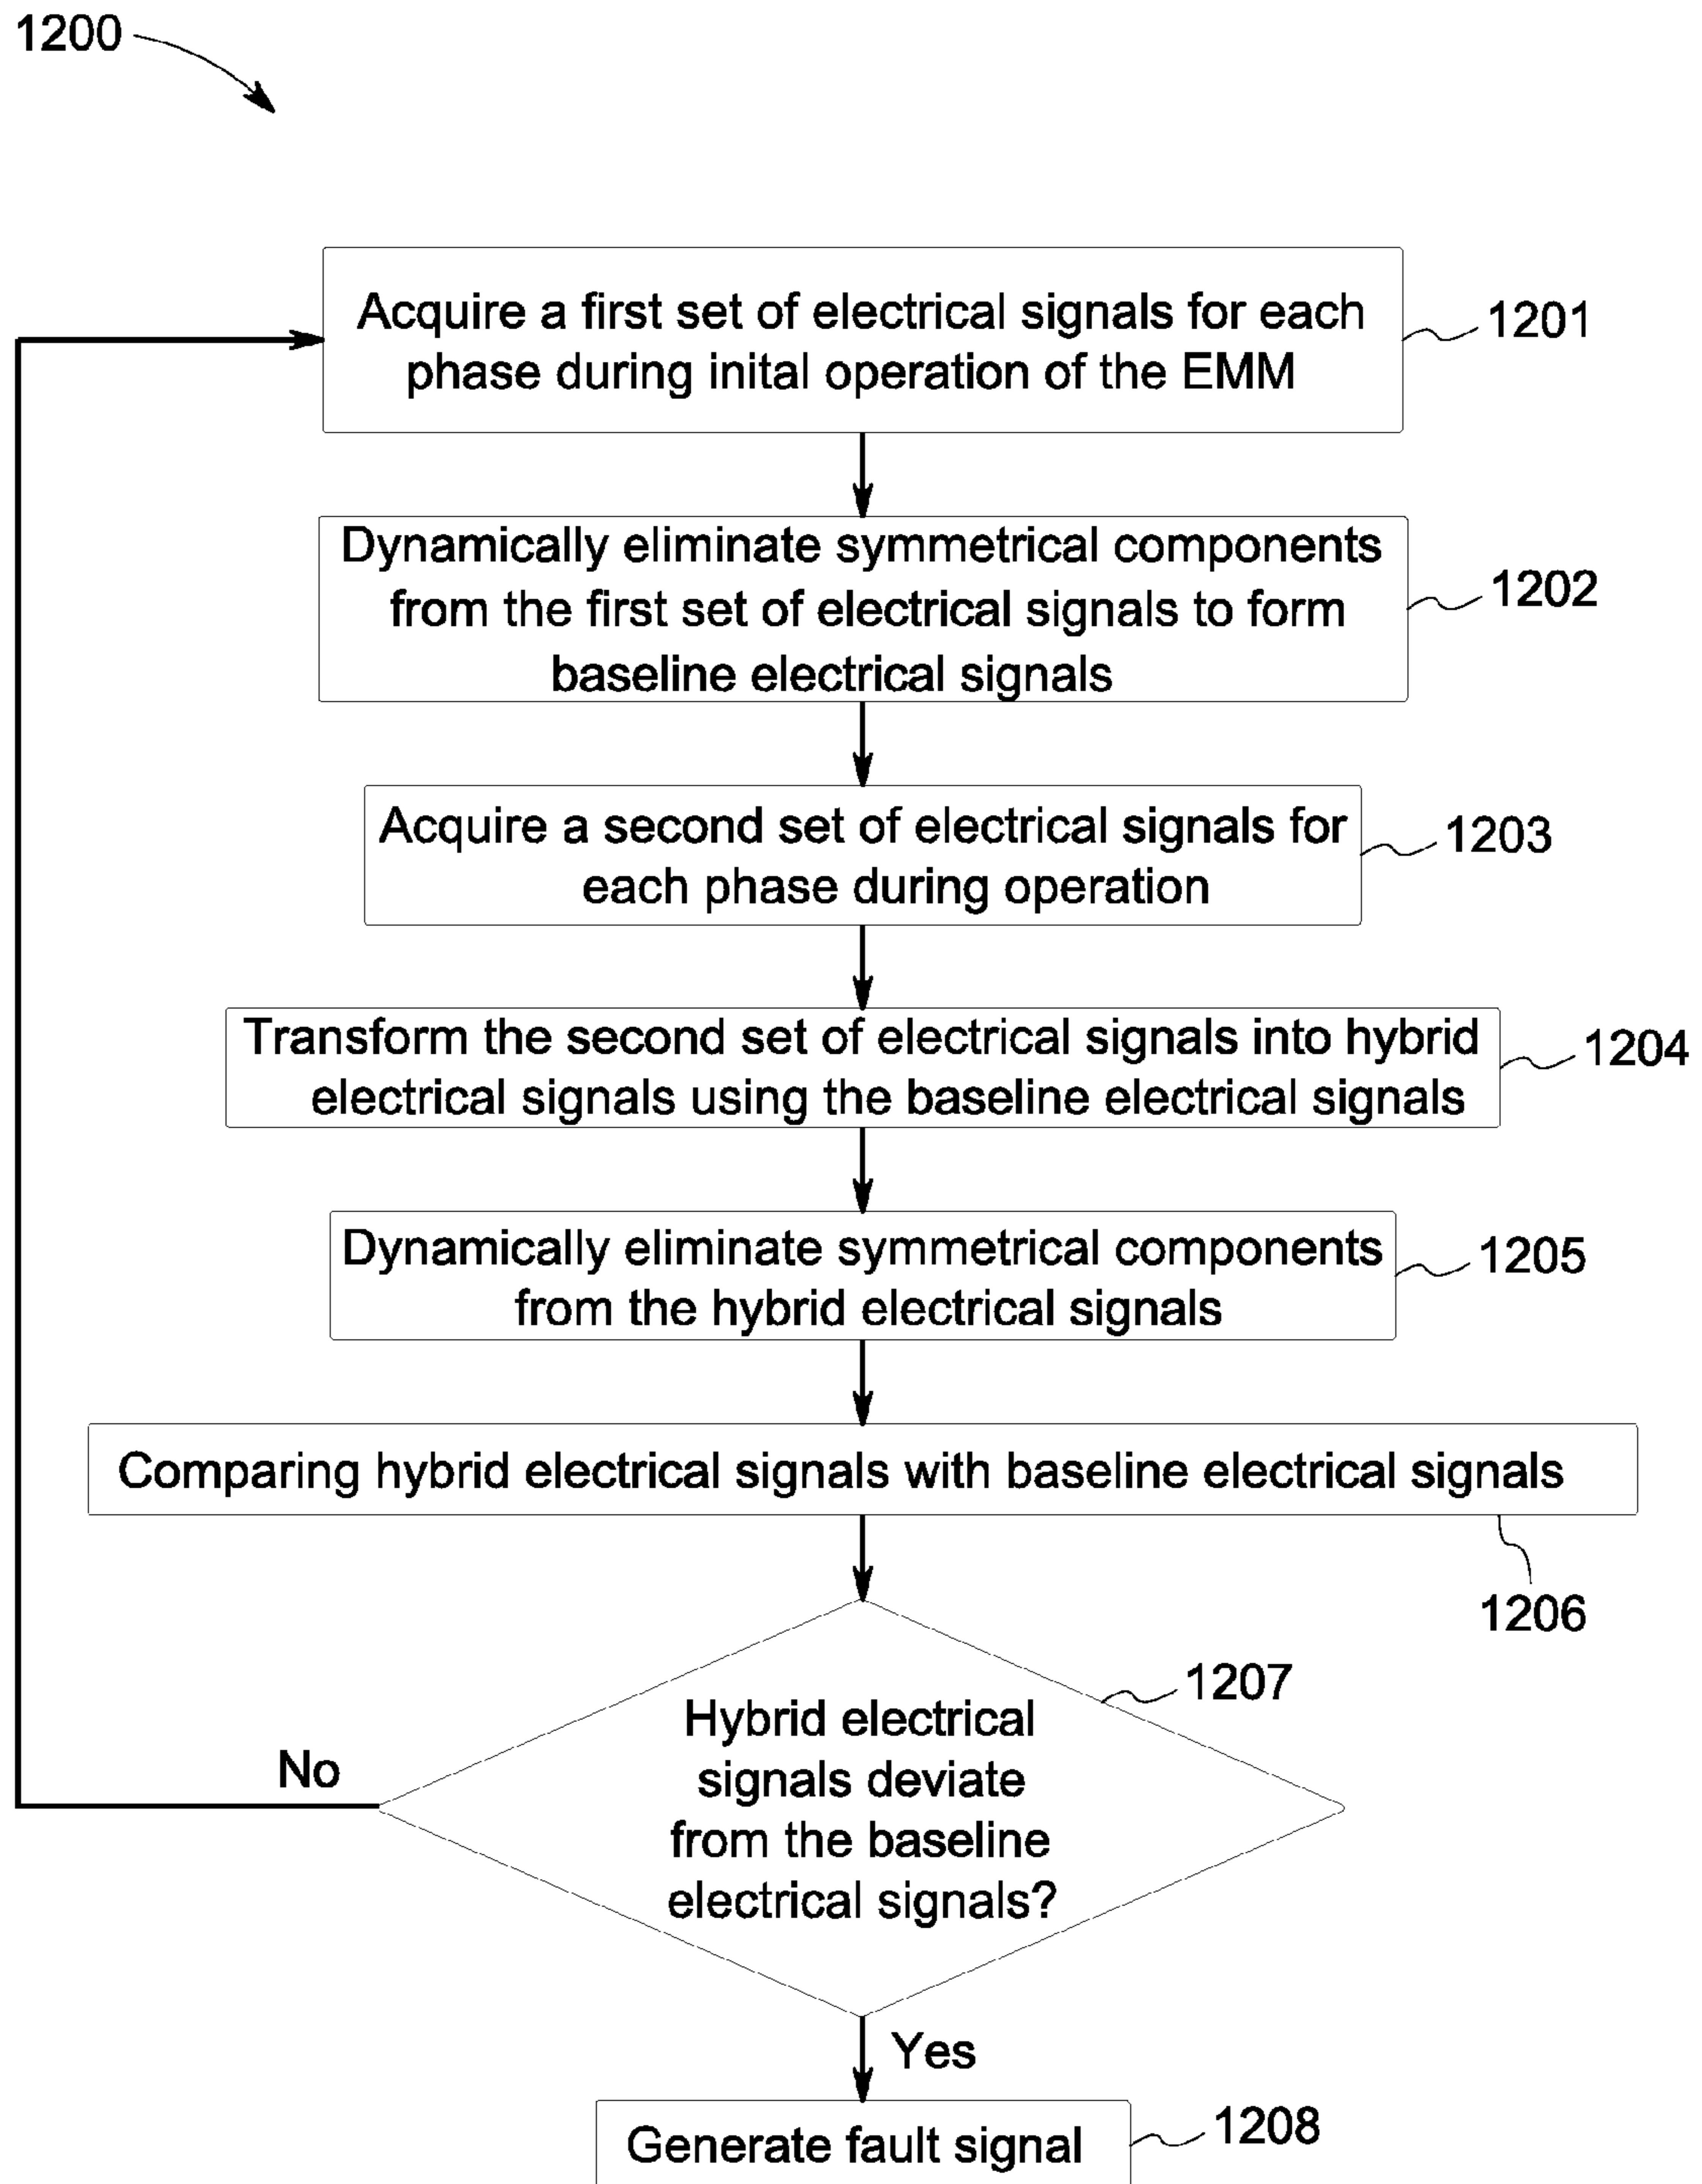 1200
Acquire a first set of electrical signals for each
phase during inital operation of the EMM
1201
Dynamically eliminate symmetrical components
from the first set of electrical signals to form
baseline electrical signals
1202
Acquire a second set of electrical signals for
each phase during operation
1203
Transform the second set of electrical signals into hybrid
electrical signals using the baseline electrical signals
1204
Dynamically eliminate symmetrical components
from the hybrid electrical signals
1205
Comparing hybrid electrical signals with baseline electrical signals
1206
1207
Hybrid electrical
signals deviate
from the baseline
electrical signals?
No
Yes
Generate fault signal
1208